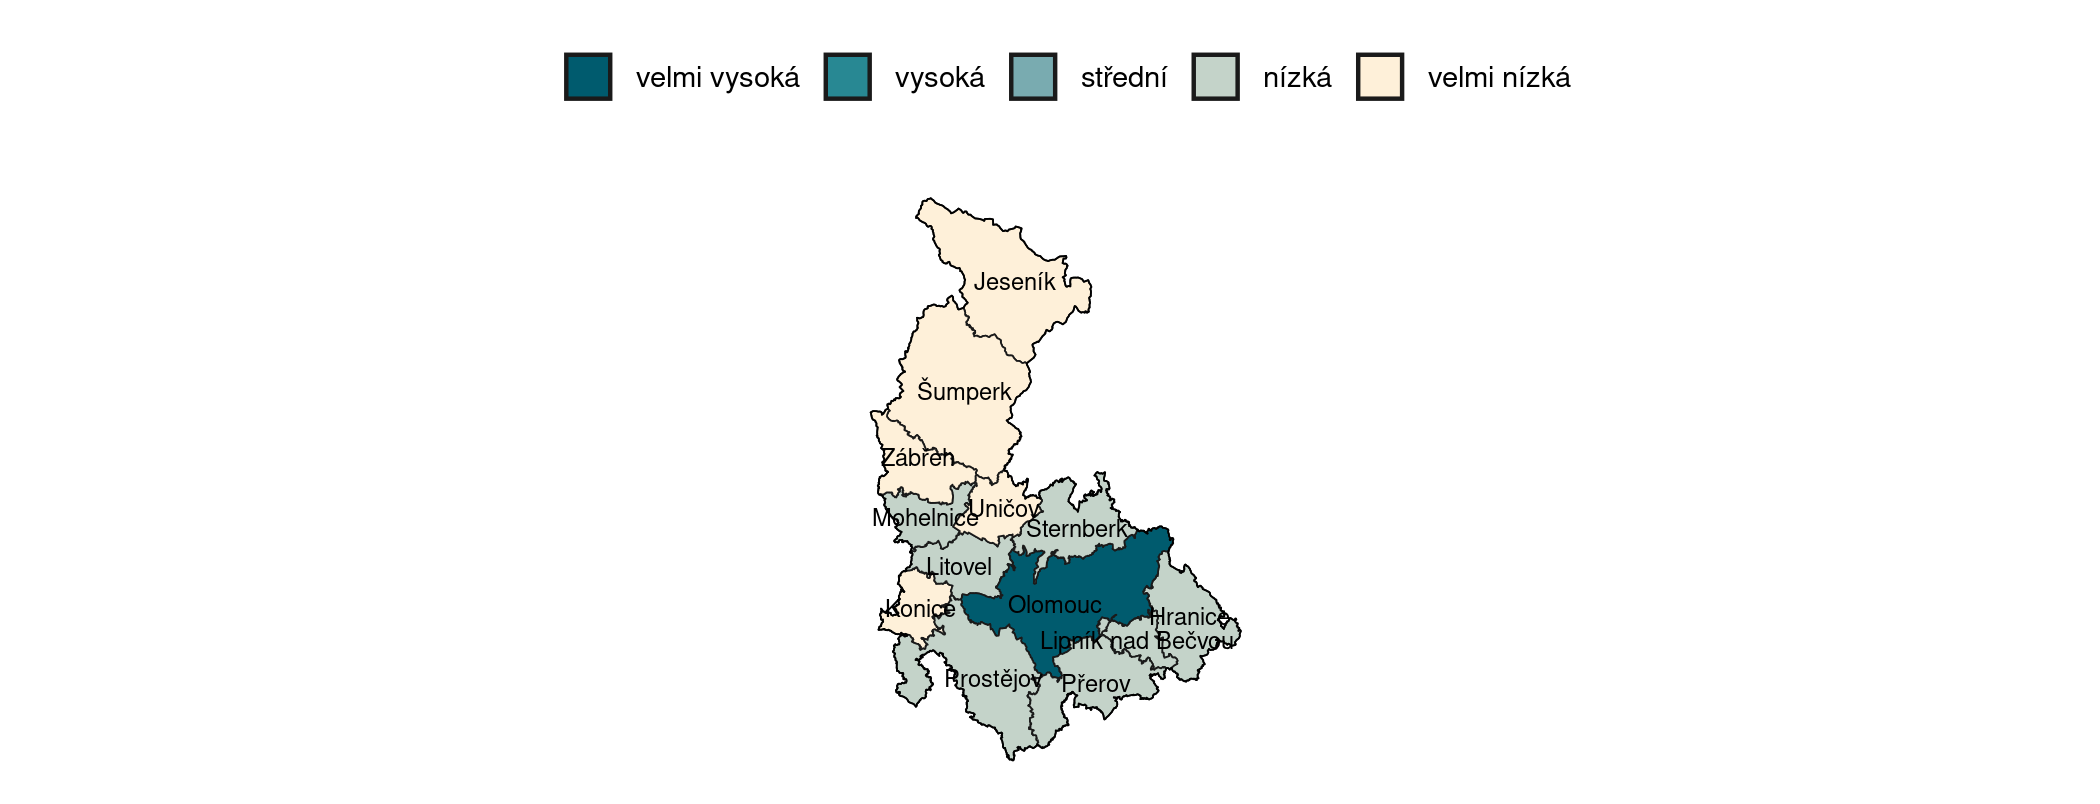 velmi vysoká vysoká střední nízká velmi nízká
Jeseník
Šumperk
Zábřeh
Uničov
Mohelnice
Šternberk
Litovel
Olomouc
Konice
Hranice
Lipník nad Bečvou
Prostějov
Přerov